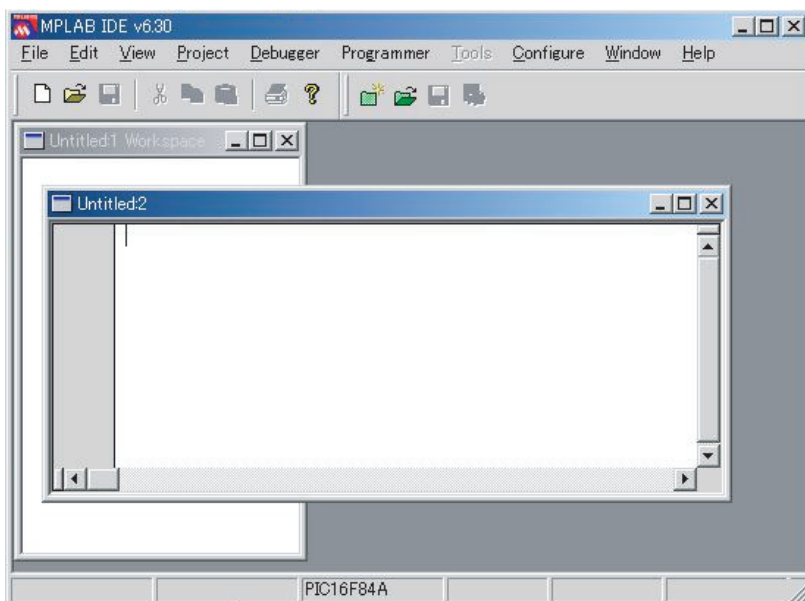 MPLAB IDE v6.30
File Edit View Project Debugger Programmer Tools Configure Window Help
Untitled:1 Workspace
Untitled:2
PIC16F84A